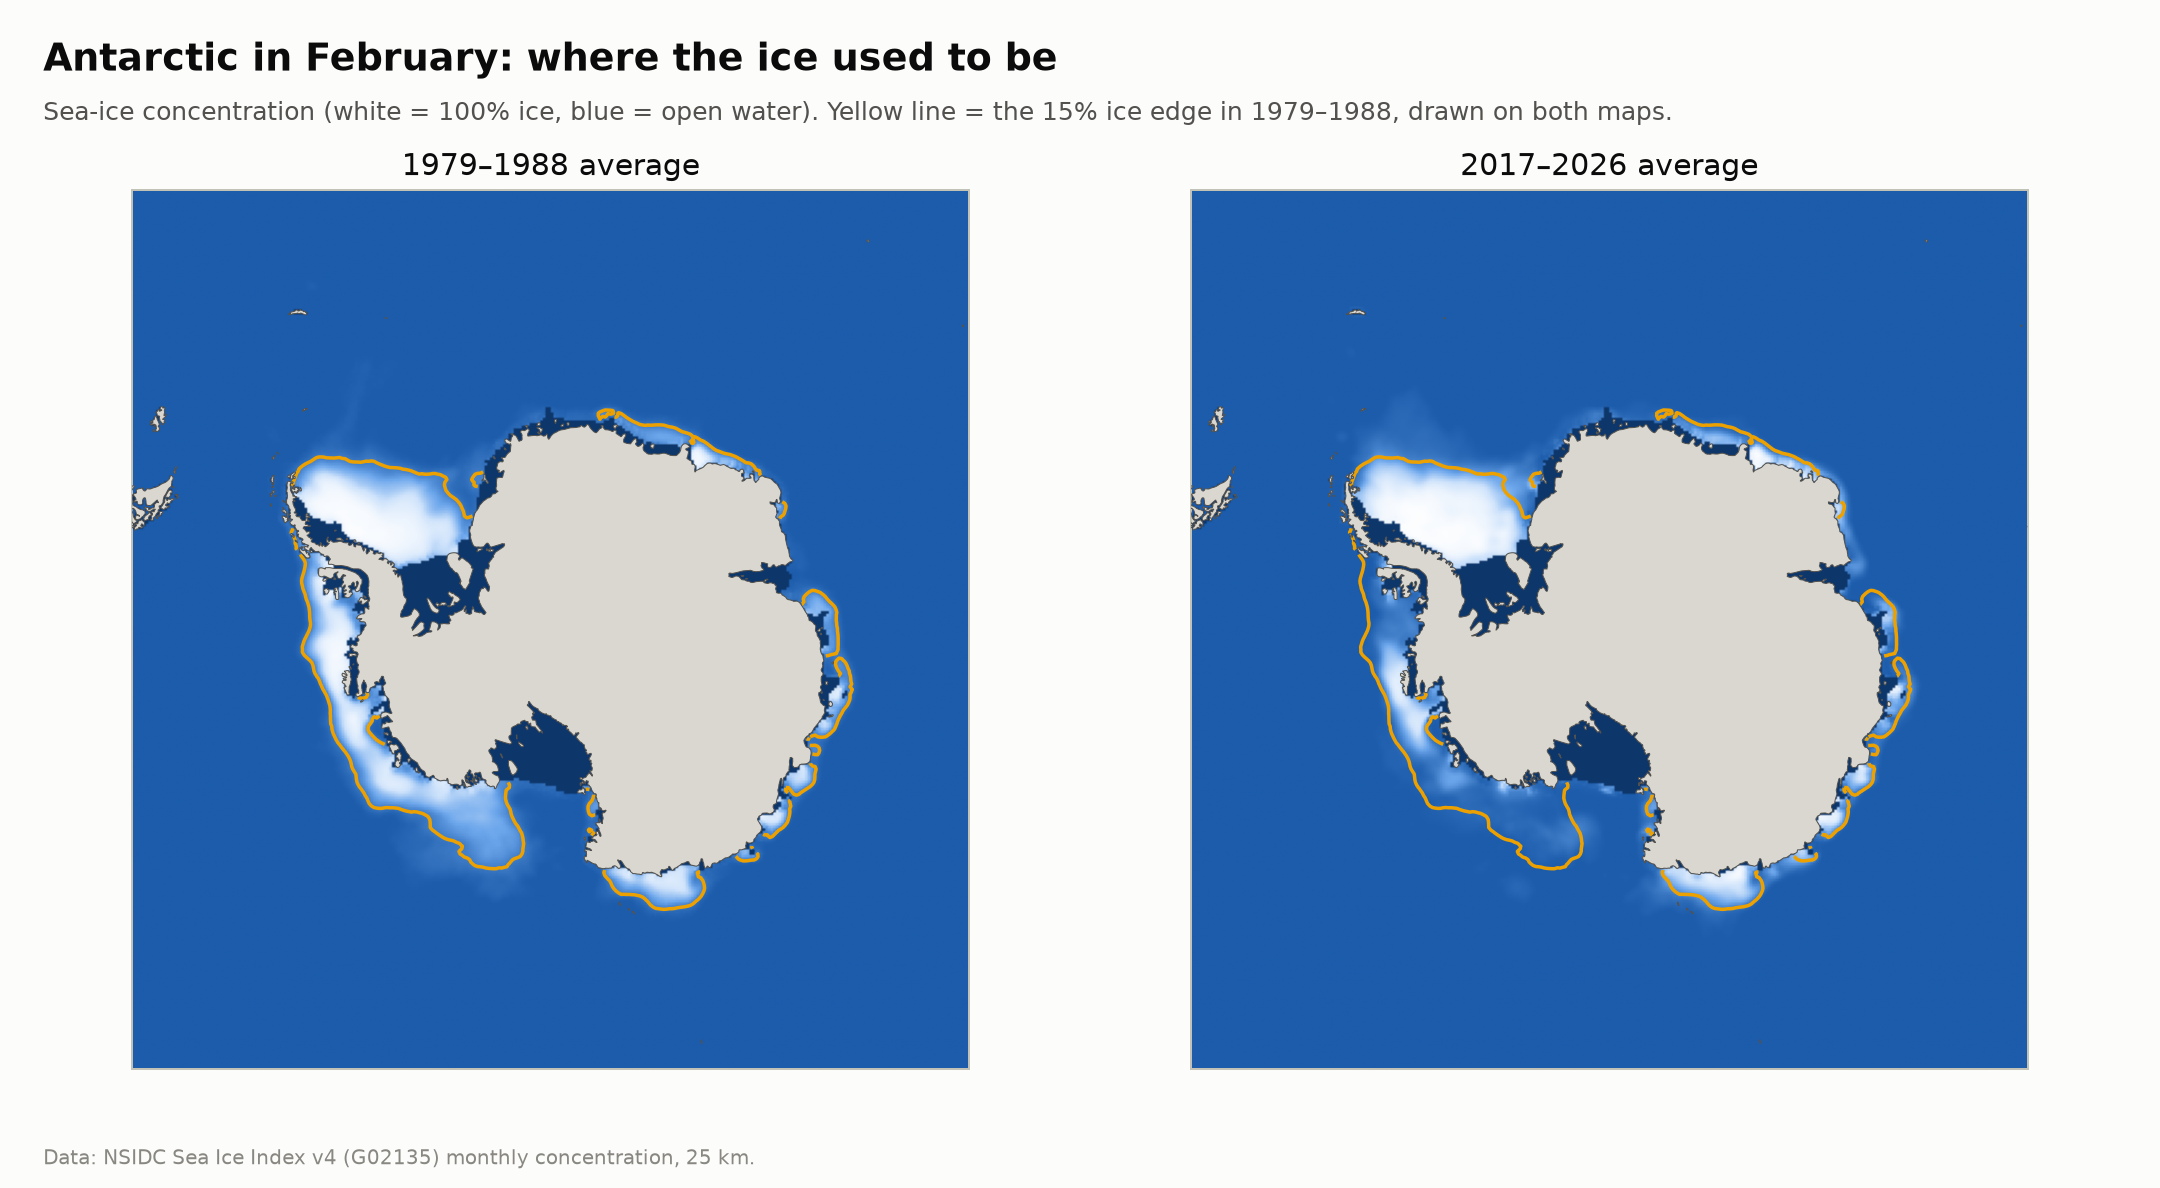 Antarctic in February: where the ice used to be
Sea-ice concentration (white = 100% ice, blue = open water). Yellow line = the 15% ice edge in 1979–1988, drawn on both maps.
1979–1988 average
2017–2026 average
Data: NSIDC Sea Ice Index v4 (G02135) monthly concentration, 25 km.